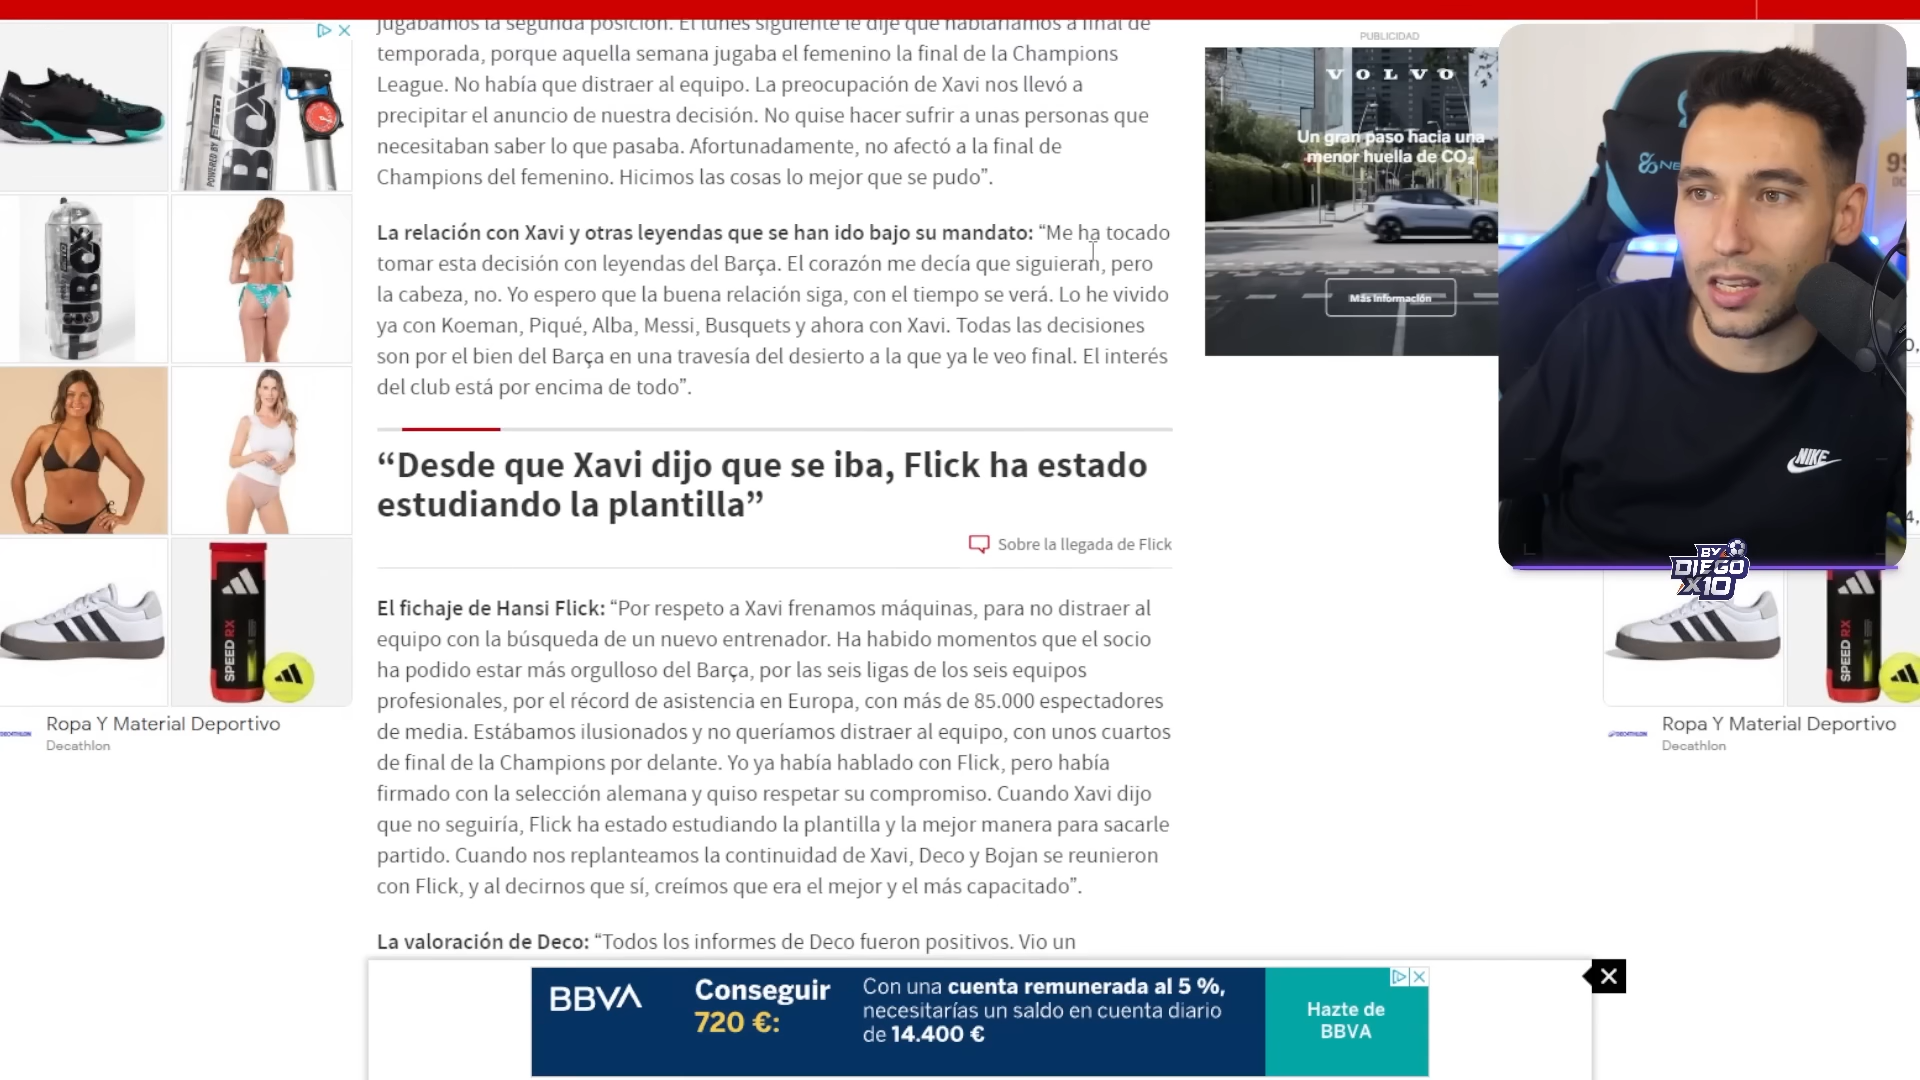 jugábamos la segunda posición. El lunes siguiente le dije que hablaríamos a final de
temporada, porque aquella semana jugaba el femenino la final de la Champions
League. No había que distraer al equipo. La preocupación de Xavi nos llevó a
precipitar el anuncio de nuestra decisión. No quise hacer sufrir a unas personas que
necesitaban saber lo que pasaba. Afortunadamente, no afectó a la final de
Champions del femenino. Hicimos las cosas lo mejor que se pudo”.
La relación con Xavi y otras leyendas que se han ido bajo su mandato: “Me ha tocado
tomar esta decisión con leyendas del Barça. El corazón me decía que siguieran, pero
la cabeza, no. Yo espero que la buena relación siga, con el tiempo se verá. Lo he vivido
ya con Koeman, Piqué, Alba, Messi, Busquets y ahora con Xavi. Todas las decisiones
son por el bien del Barça en una travesía del desierto a la que ya le veo final. El interés
del club está por encima de todo”.
“Desde que Xavi dijo que se iba, Flick ha estado
estudiando la plantilla”
Sobre la llegada de Flick
El fichaje de Hansi Flick: “Por respeto a Xavi frenamos máquinas, para no distraer al
equipo con la búsqueda de un nuevo entrenador. Ha habido momentos que el socio
ha podido estar más orgulloso del Barça, por las seis ligas de los seis equipos
profesionales, por el récord de asistencia en Europa, con más de 85.000 espectadores
de media. Estábamos ilusionados y no queríamos distraer al equipo, con unos cuartos
de final de la Champions por delante. Yo ya había hablado con Flick, pero había
firmado con la selección alemana y quiso respetar su compromiso. Cuando Xavi dijo
que no seguiría, Flick ha estado estudiando la plantilla y la mejor manera para sacarle
partido. Cuando nos replanteamos la continuidad de Xavi, Deco y Bojan se reunieron
con Flick, y al decirnos que sí, creímos que era el mejor y el más capacitado”.
La valoración de Deco: “Todos los informes de Deco fueron positivos. Vio un
PUBLICIDAD
VOLVO
Un gran paso hacia una
menor huella de CO₂
Más información
NIKE
BY
DIEGO
X10
POWERED BY
TUBOX
SPEED RX
Ropa Y Material Deportivo
DECATHLON
Decathlon
SPEED RX
Ropa Y Material Deportivo
DECATHLON
Decathlon
BBVA
Conseguir
720 €:
Con una cuenta remunerada al 5 %,
necesitarías un saldo en cuenta diario
de 14.400 €
Hazte de
BBVA